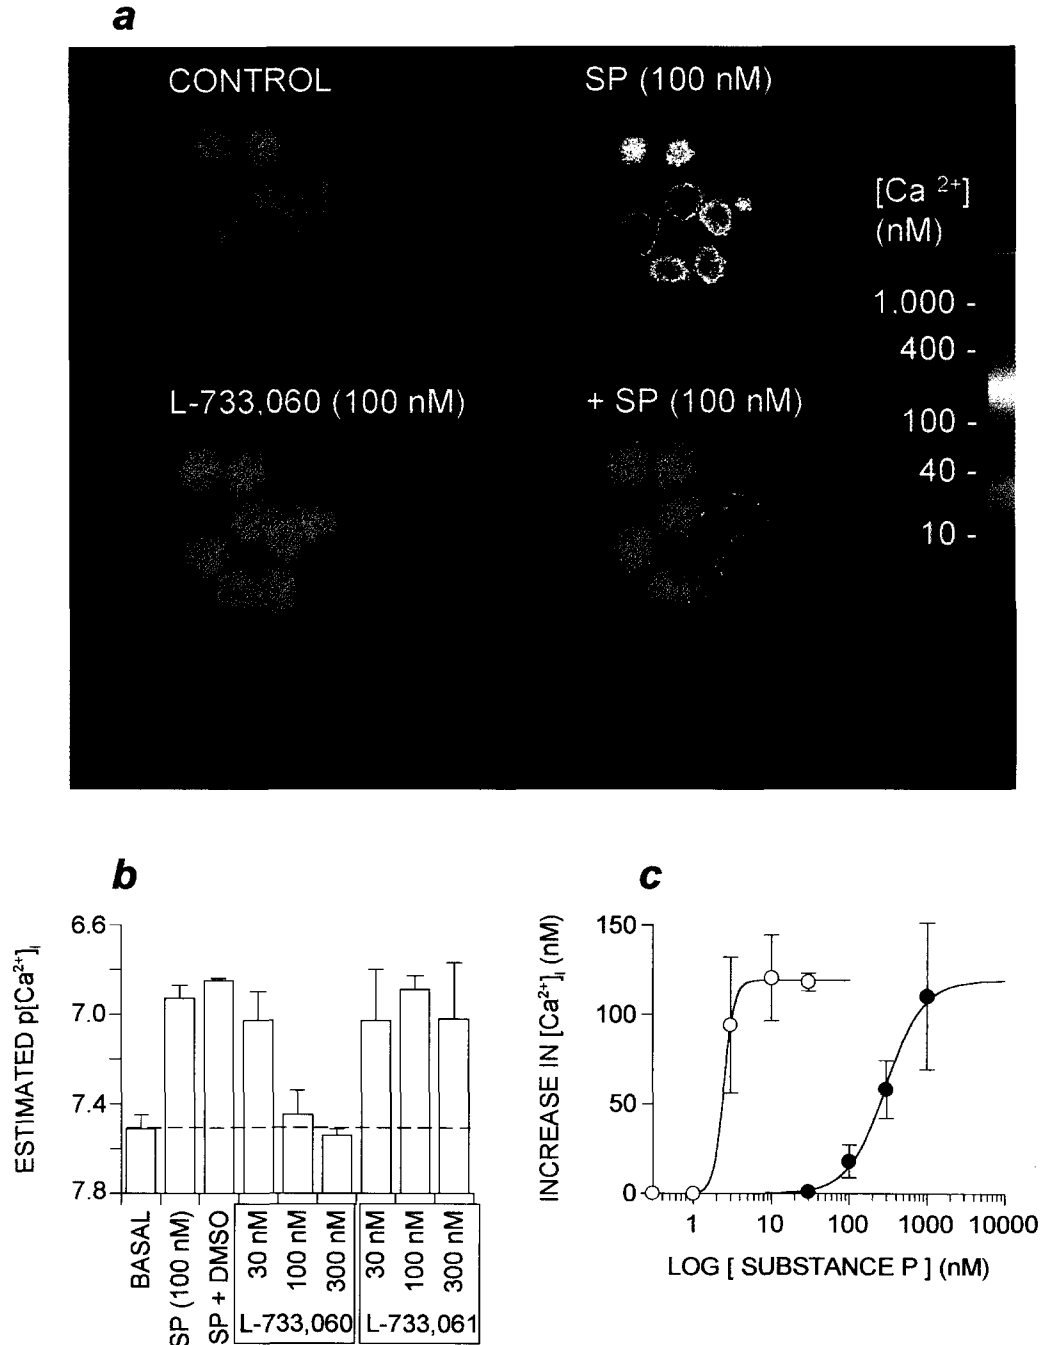 a
CONTROL
SP (100 nM)
[Ca 2+]
(nM)
1.000 -
400 -
100 -
40 -
10 -
L-733,060 (100 nM)
+ SP (100 nM)
b
ESTIMATED p[Ca2+]i
6.6
7.0
7.4
7.8
BASAL
SP (100 nM)
SP + DMSO
30 nM
100 nM
300 nM
30 nM
100 nM
300 nM
L-733,060
L-733,061
c
INCREASE IN [Ca2+]i (nM)
150
100
50
0
1
10
100
1000
10000
LOG [ SUBSTANCE P ] (nM)